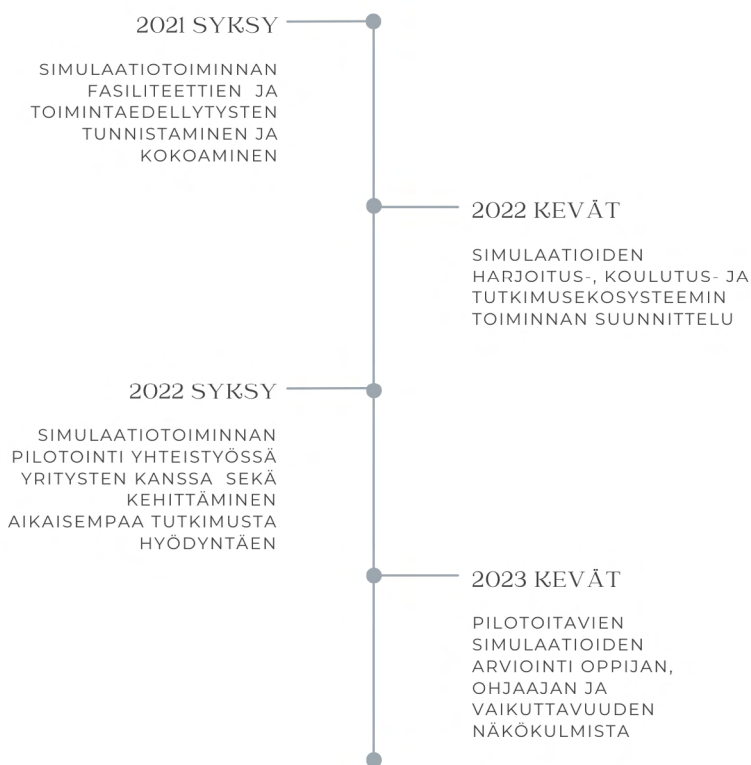 2021 SYKSY
SIMULAATIOTOIMINNAN
FASILITEETTIEN JA
TOIMINTAEDELLYTYSTEN
TUNNISTAMINEN JA
KOKOAMINEN
2022 KEVÄT
SIMULAATIOIDEN
HARJOITUS-, KOULUTUS- JA
TUTKIMUSEKOSYSTEEMIN
TOIMINNAN SUUNNITTELU
2022 SYKSY
SIMULAATIOTOIMINNAN
PILOTOINTI YHTEISTYÖSSÄ
YRITYSTEN KANSSA SEKÄ
KEHITTÄMINEN
AIKAISEMPAA TUTKIMUSTA
HYÖDYNTÄEN
2023 KEVÄT
PILOTOITAVIEN
SIMULAATIOIDEN
ARVIOINTI OPPIJAN,
OHJAAJAN JA
VAIKUTTAVUUDEN
NÄKÖKULMISTA